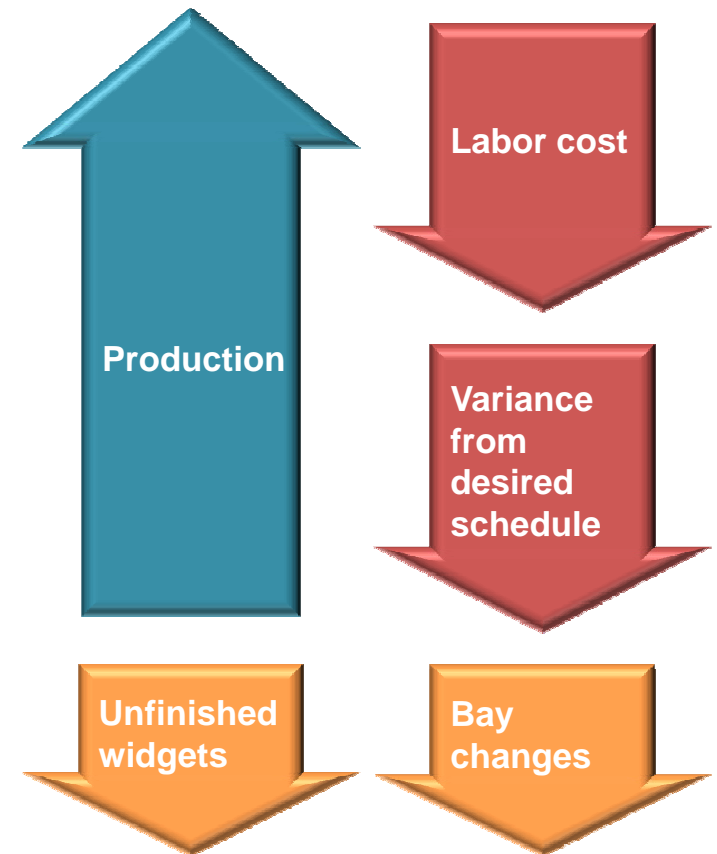 Production
Labor cost
Variance
from
desired
schedule
Unfinished
widgets
Bay
changes